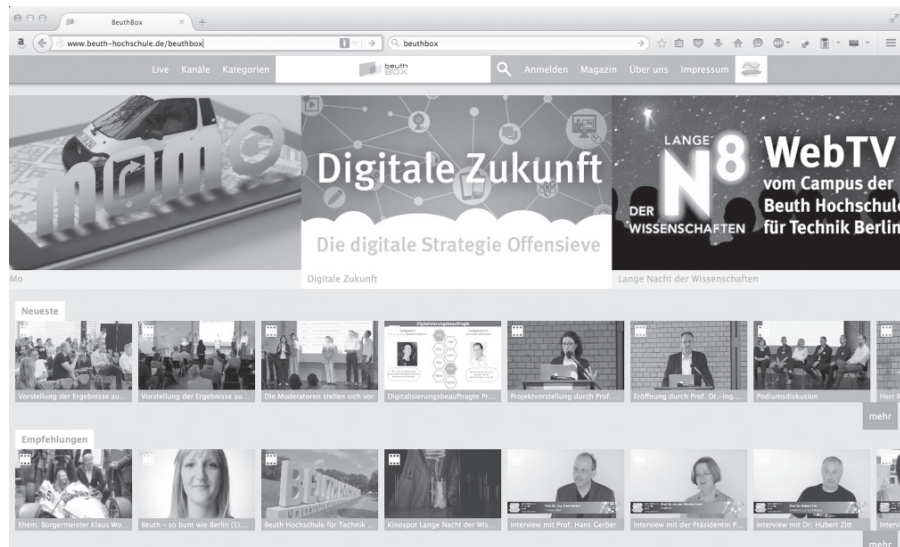 BeuthBox
www.beuth-hochschule.de/beuthbox
beuthbox
Live Kanäle Kategorien
beuth
BOX
Anmelden Magazin Über uns Impressum
momo
Digitale Zukunft
Die digitale Strategie Offensieve
LANGE
N8
DER
WISSENSCHAFTEN
WebTV
vom Campus der
Beuth Hochschule
für Technik Berlin
Mo
Digitale Zukunft
Lange Nacht der Wissenschaften
Neueste
Digitalisierungsbeauftragte
Vorstellung der Ergebnisse au...
Vorstellung der Ergebnisse au...
Die Moderatoren stellen sich vor
Digitalisierungsbeauftragte Pr...
Projektvorstellung durch Prof. ...
Eröffnung durch Prof. Dr.-Ing...
Podiumsdiskusion
Herr
mehr
Empfehlungen
BEUTH
Ehem. Bürgermeister Klaus Wo...
Beuth - so bunt wie Berlin (1)....
Beuth Hochschule für Technik ...
Kinospot Lange Nacht der Wis...
Interview mit Prof. Hans Gerber
Interview mit der Präsidentin P...
Interview mit Dr. Hubert Zitt
mehr